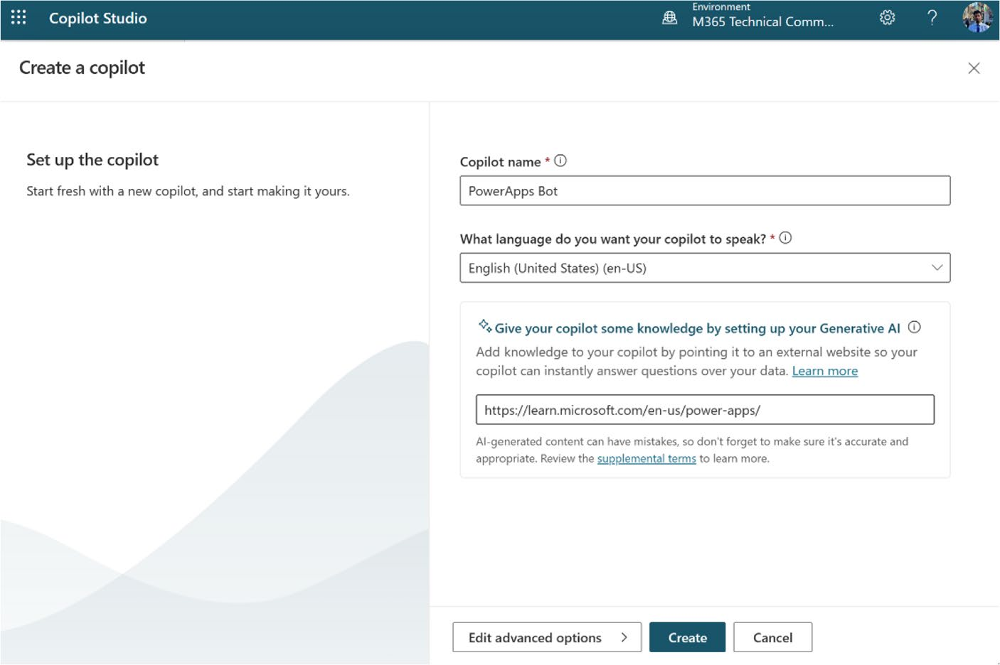 Copilot Studio
Environment
M365 Technical Comm...
?
Create a copilot
Set up the copilot
Start fresh with a new copilot, and start making it yours.
Copilot name *
PowerApps Bot
What language do you want your copilot to speak? *
English (United States) (en-US)
Give your copilot some knowledge by setting up your Generative AI
Add knowledge to your copilot by pointing it to an external website so your
copilot can instantly answer questions over your data. Learn more
https://learn.microsoft.com/en-us/power-apps/
AI-generated content can have mistakes, so don't forget to make sure it's accurate and
appropriate. Review the supplemental terms to learn more.
Edit advanced options
Create
Cancel